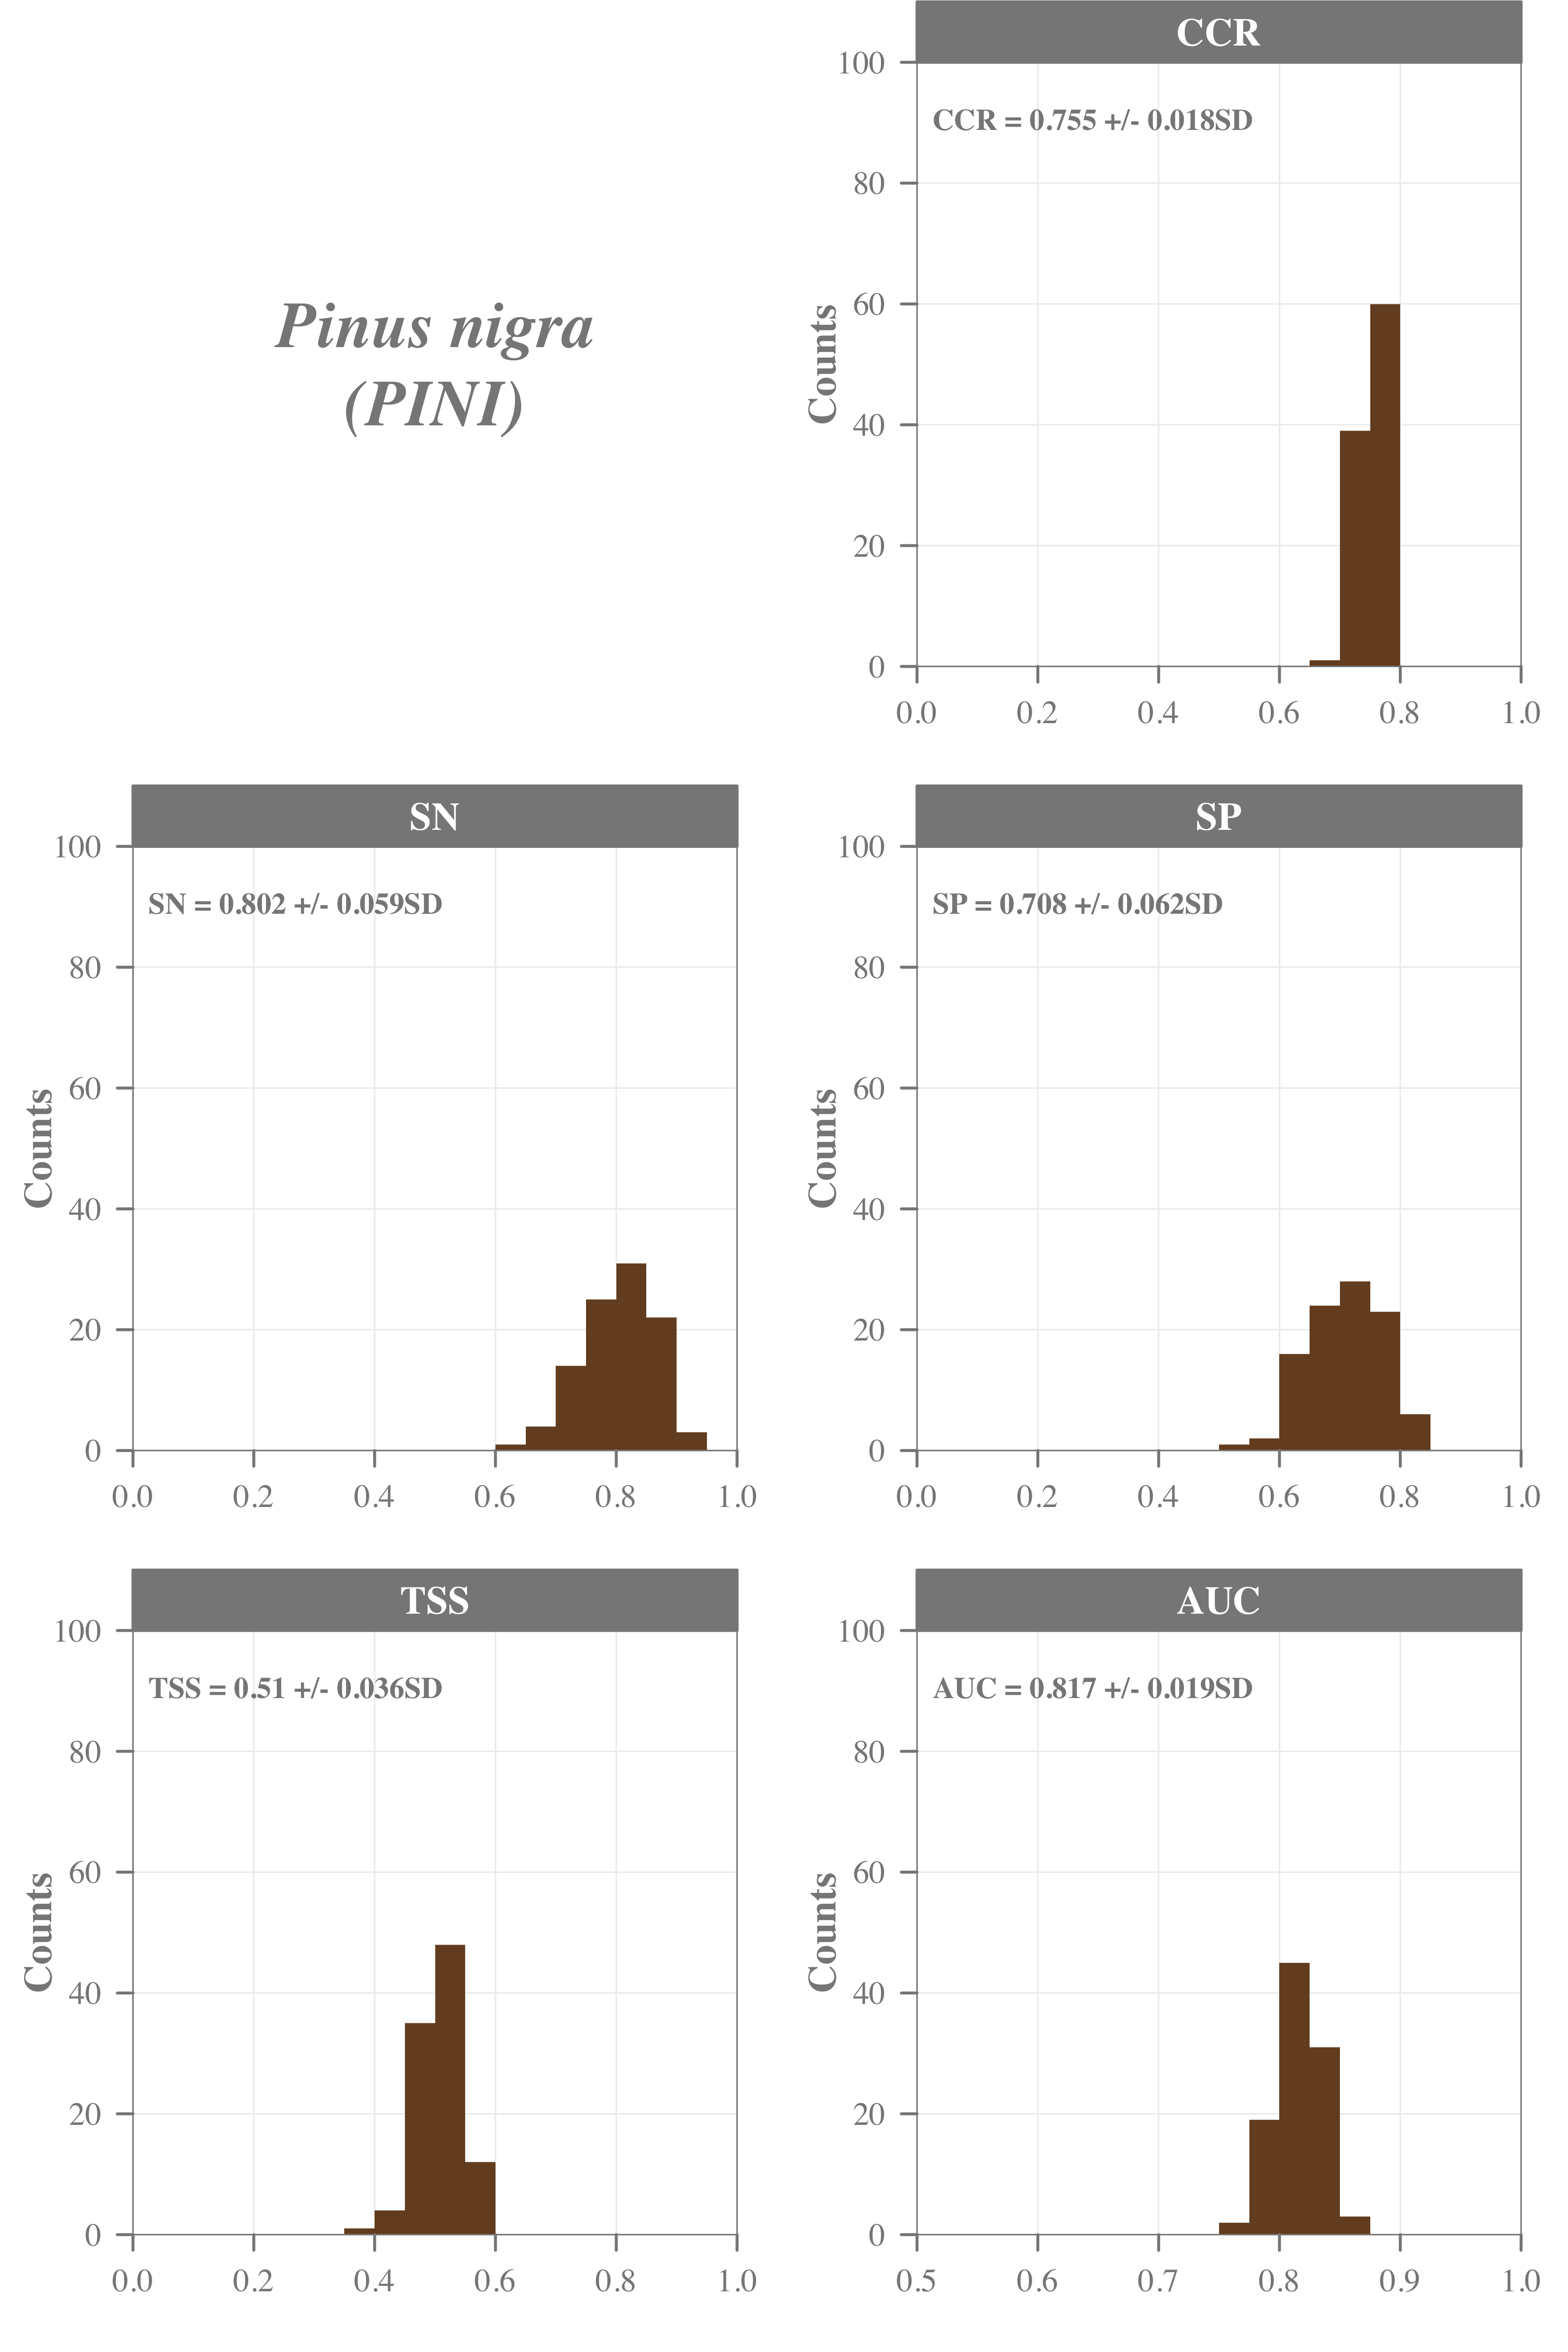 Pinus nigra
(PINI)
CCR
CCR = 0.755 +/- 0.018SD
Counts
100
80
60
40
20
0
0.0 0.2 0.4 0.6 0.8 1.0
SN
SN = 0.802 +/- 0.059SD
Counts
100
80
60
40
20
0
0.0 0.2 0.4 0.6 0.8 1.0
SP
SP = 0.708 +/- 0.062SD
Counts
100
80
60
40
20
0
0.0 0.2 0.4 0.6 0.8 1.0
TSS
TSS = 0.51 +/- 0.036SD
Counts
100
80
60
40
20
0
0.0 0.2 0.4 0.6 0.8 1.0
AUC
AUC = 0.817 +/- 0.019SD
Counts
100
80
60
40
20
0
0.5 0.6 0.7 0.8 0.9 1.0